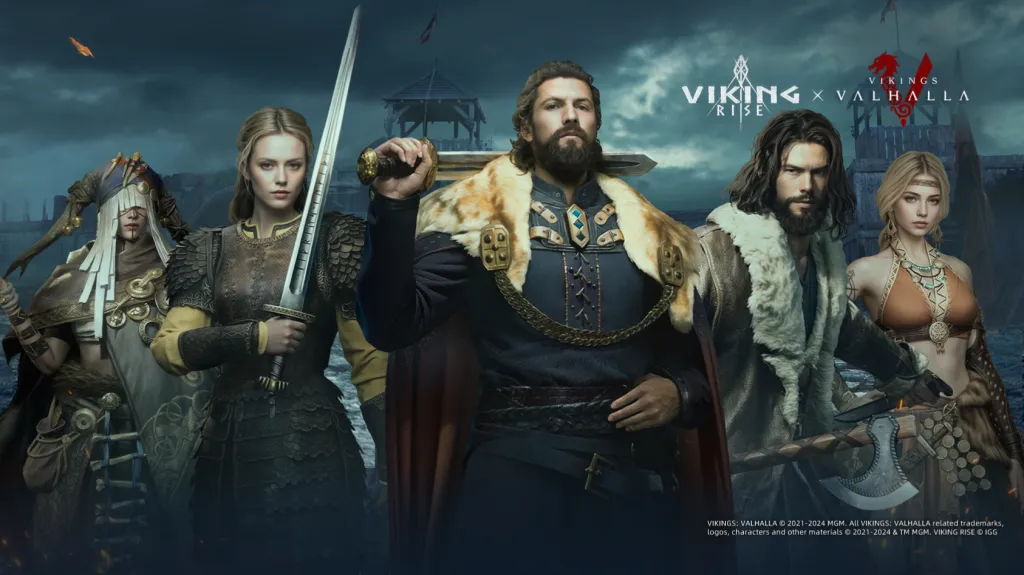 VIKING
RISE
×
VIKINGS
VALHALLA
VIKINGS: VALHALLA © 2021-2024 MGM. All VIKINGS: VALHALLA related trademarks,
logos, characters and other materials © 2021-2024 & TM MGM. VIKING RISE © IGG